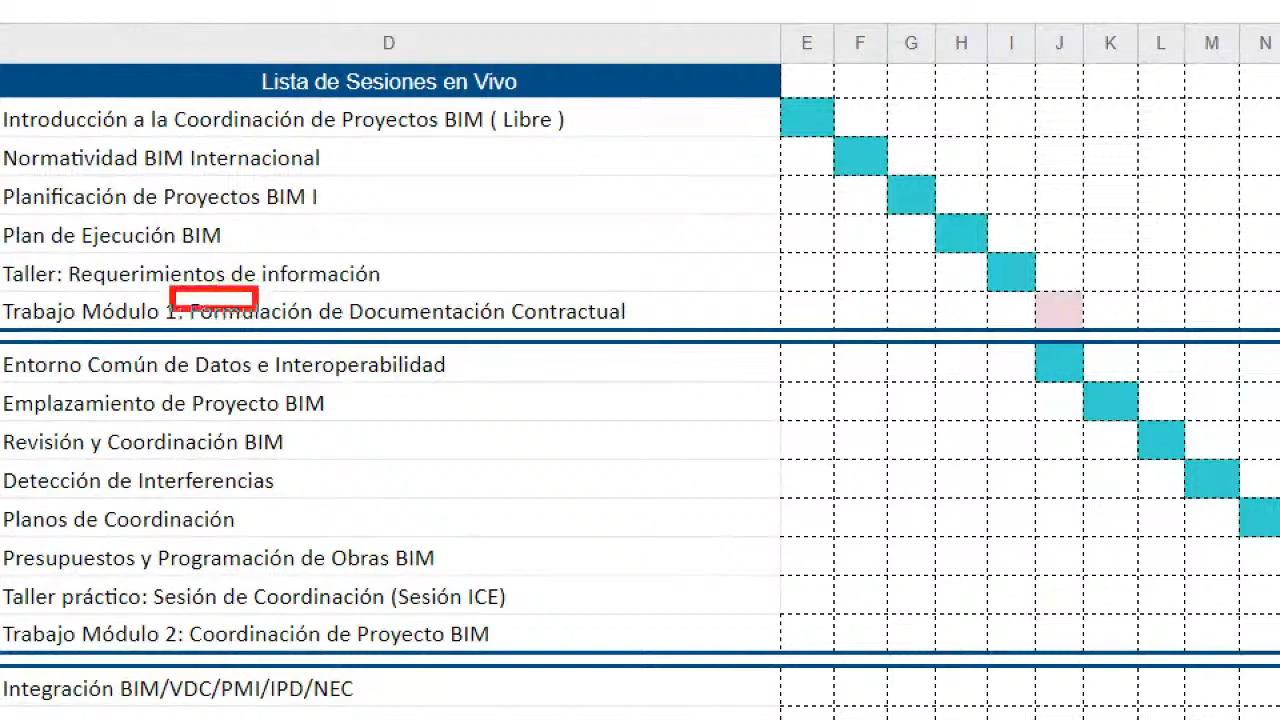 D E F G H I J K L M N
Lista de Sesiones en Vivo
Introducción a la Coordinación de Proyectos BIM ( Libre )
Normatividad BIM Internacional
Planificación de Proyectos BIM I
Plan de Ejecución BIM
Taller: Requerimientos de información
Trabajo Módulo 1: Formulación de Documentación Contractual
Entorno Común de Datos e Interoperabilidad
Emplazamiento de Proyecto BIM
Revisión y Coordinación BIM
Detección de Interferencias
Planos de Coordinación
Presupuestos y Programación de Obras BIM
Taller práctico: Sesión de Coordinación (Sesión ICE)
Trabajo Módulo 2: Coordinación de Proyecto BIM
Integración BIM/VDC/PMI/IPD/NEC